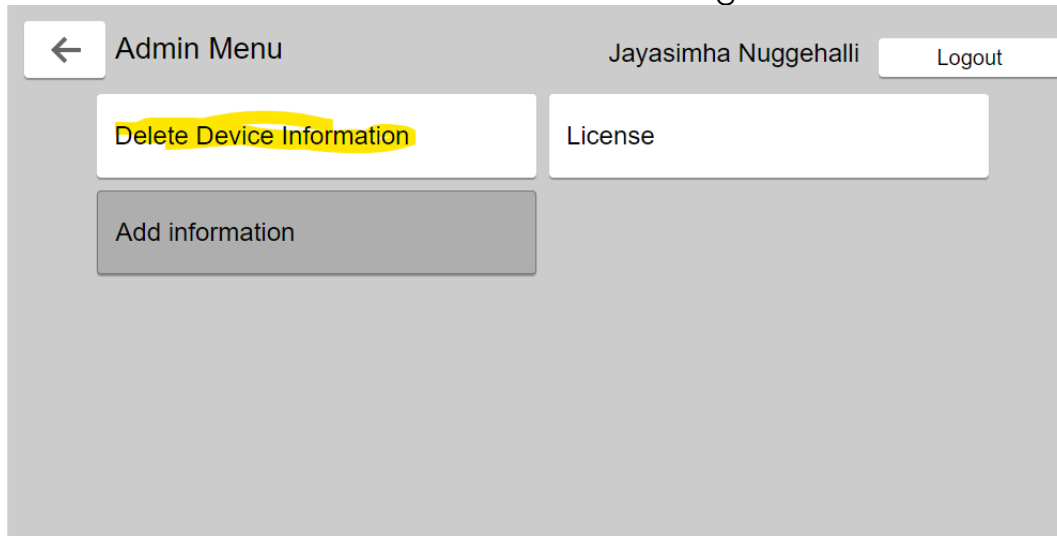 Admin Menu
Jayasimha Nuggehalli
Logout
Delete Device Information
License
Add information